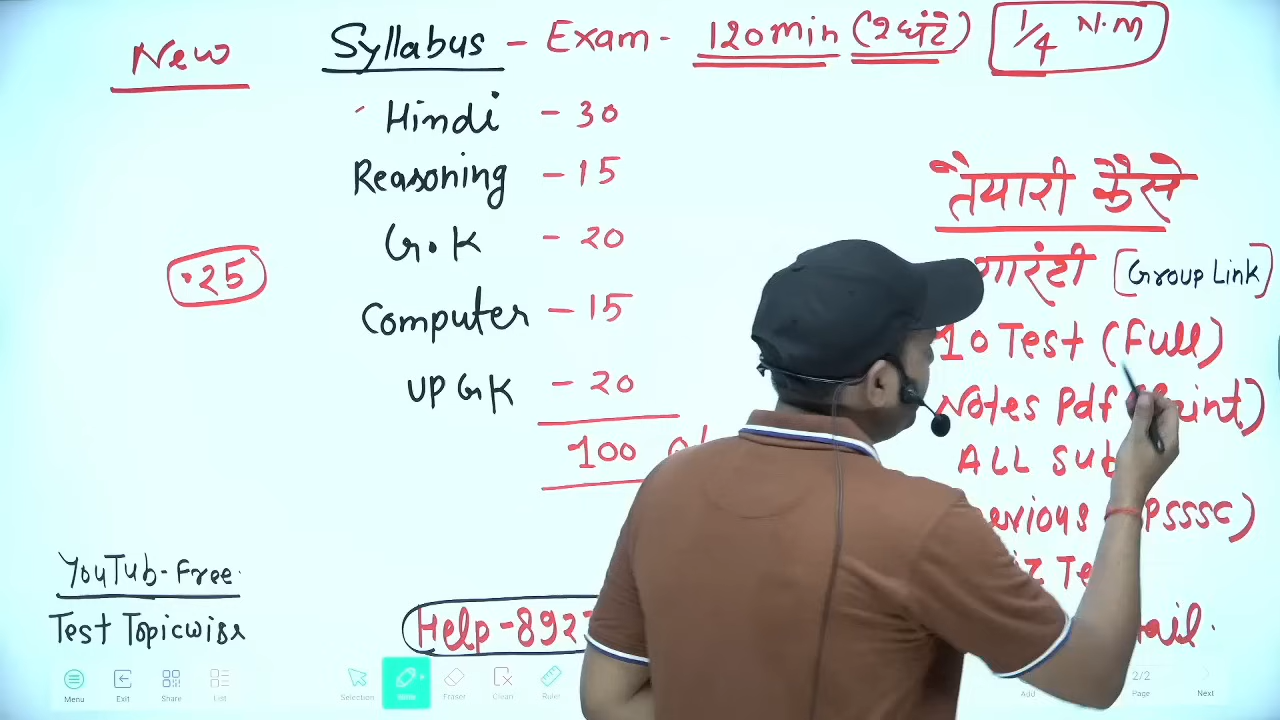 New
Syllabus - Exam - 120min (2घंटे) 1/4 N.M
Hindi - 30
Reasoning - 15
G.K - 20
Computer - 15
UP GK - 20
100
.25
तैयारी कैसे
गारंटी [Group Link]
10 Test (Full)
Notes Pdf
ALL Sub
PSSSC)
YouTub-Free.
Test Topicwise
Help-892
Menu
Exit
Share
List
Selection
Eraser
Clean
Ruler
Add
2/2
Page
Next